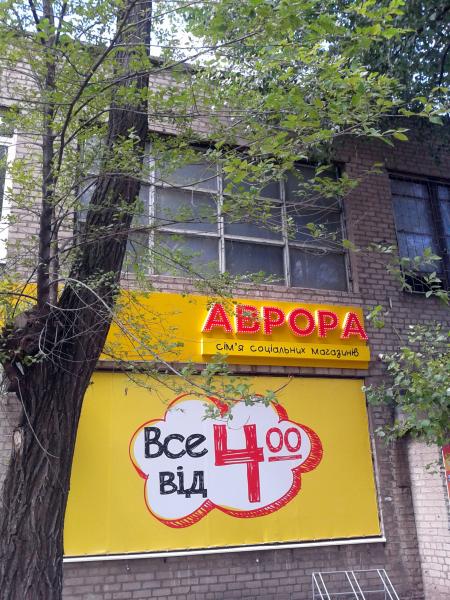 АВРОРА
сім'я соціальних магазинів
Все 4 00
від